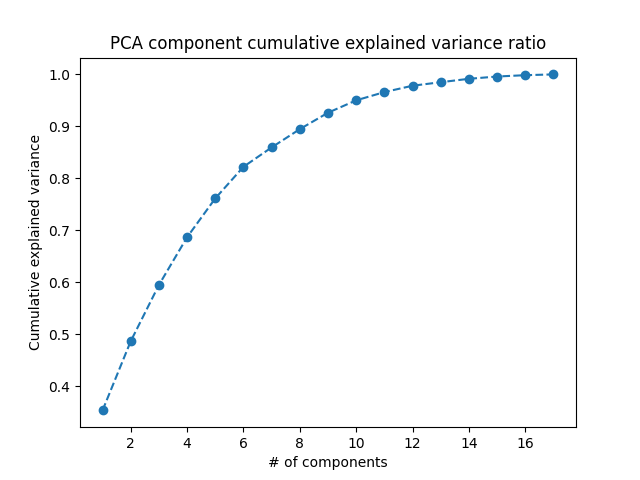 PCA component cumulative explained variance ratio
1.0
0.9
0.8
0.7
0.6
0.5
0.4
Cumulative explained variance
2 4 6 8 10 12 14 16
# of components